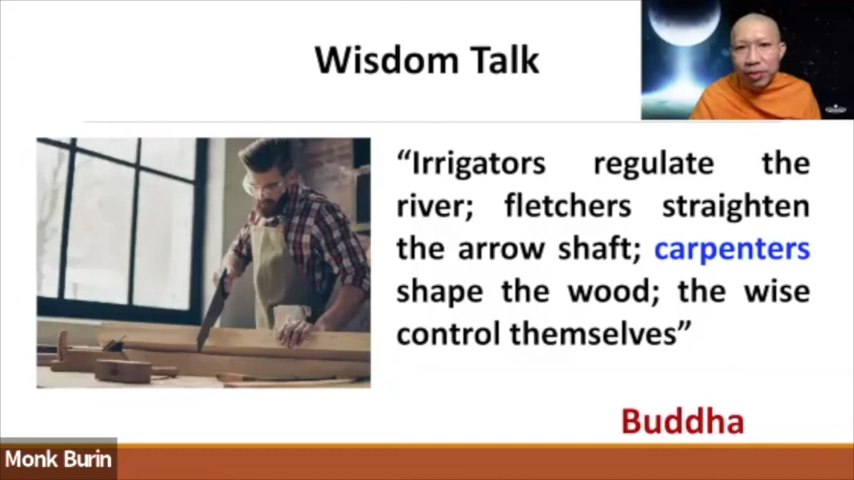 Wisdom Talk
“Irrigators regulate the
river; fletchers straighten
the arrow shaft; carpenters
shape the wood; the wise
control themselves”
Buddha
Monk Burin